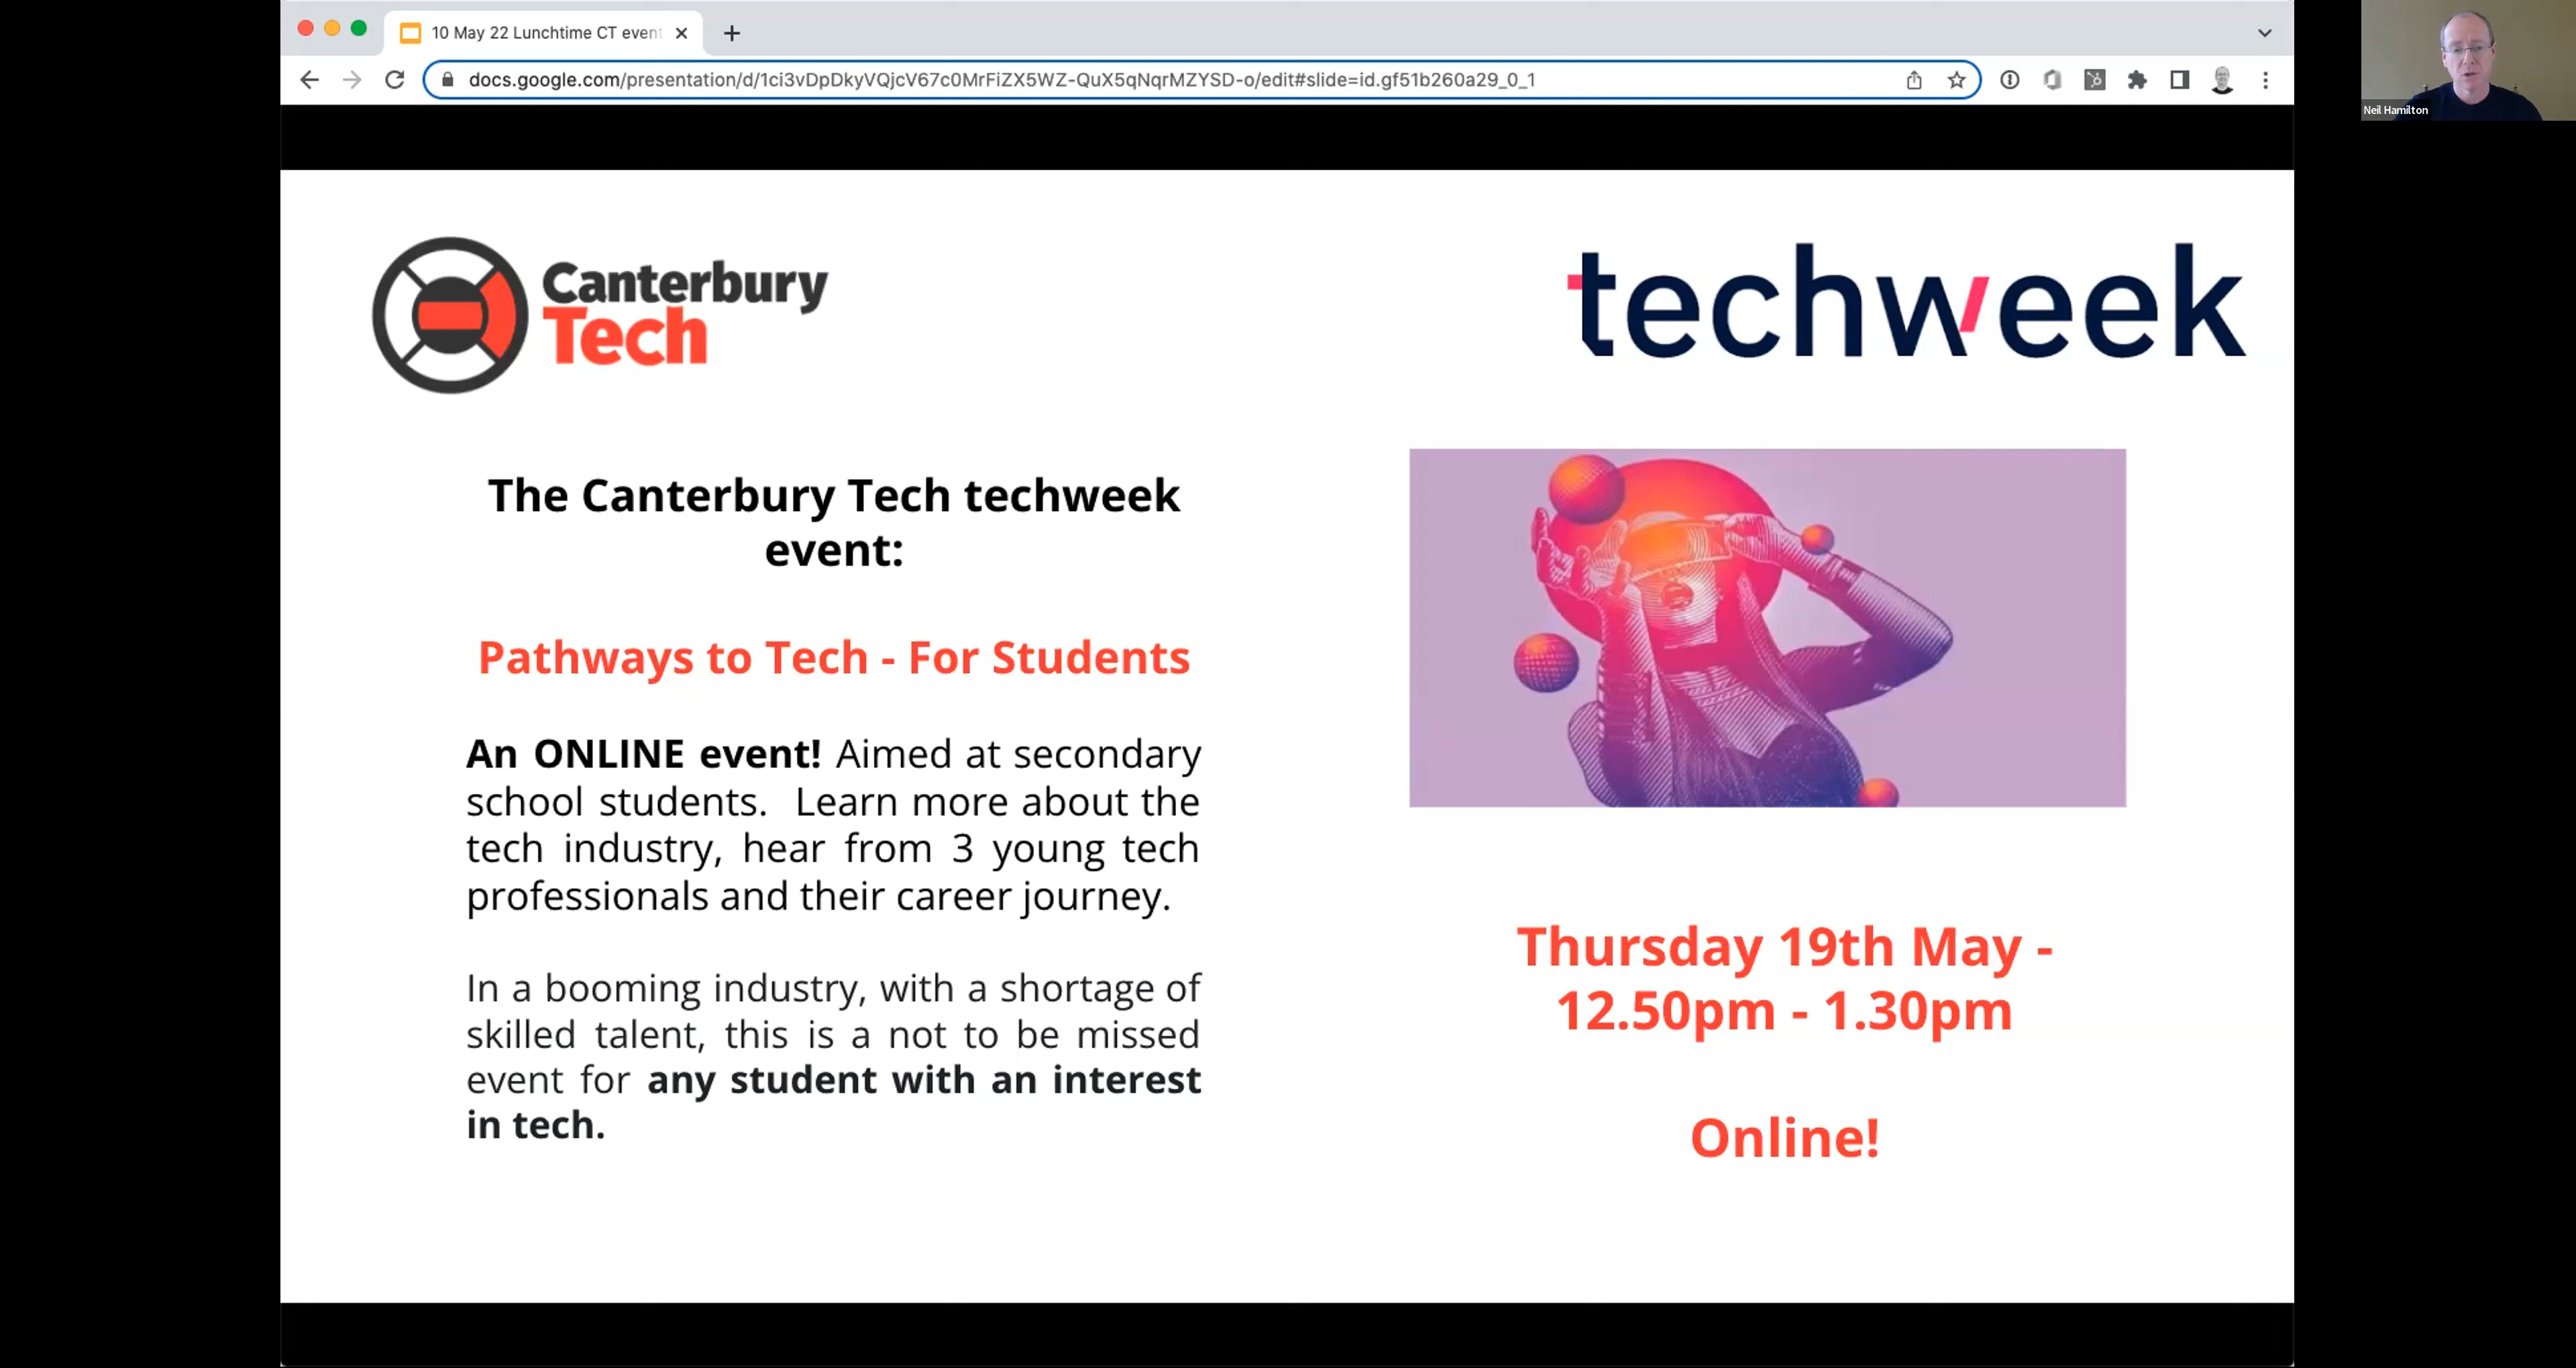 10 May 22 Lunchtime CT event
docs.google.com/presentation/d/1ci3vDpDkyVQjcV67c0MrFiZX5WZ-QuX5qNqrMZYSD-o/edit#slide=id.gf51b260a29_0_1
Neil Hamilton
Canterbury
Tech
techweek
The Canterbury Tech techweek
event:
Pathways to Tech - For Students
An ONLINE event! Aimed at secondary
school students. Learn more about the
tech industry, hear from 3 young tech
professionals and their career journey.
In a booming industry, with a shortage of
skilled talent, this is a not to be missed
event for any student with an interest
in tech.
Thursday 19th May -
12.50pm - 1.30pm
Online!